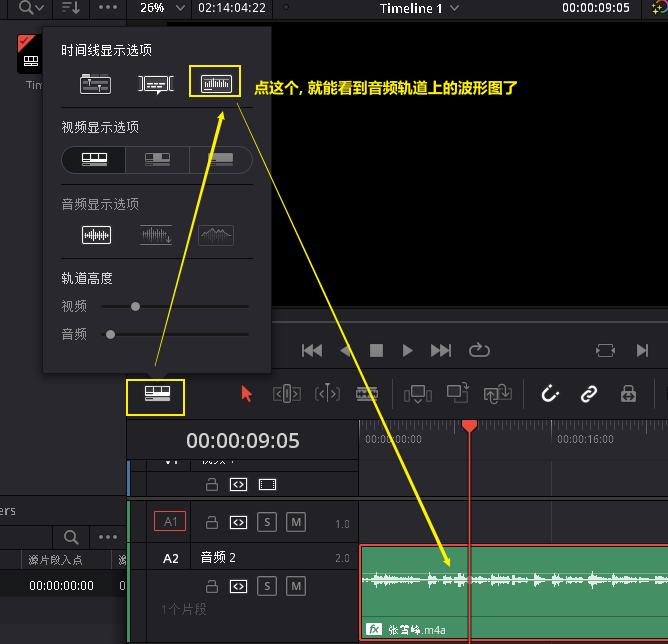 26%
02:14:04:22
Timeline 1
00:00:09:05
时间线显示选项
点这个, 就能看到音频轨道上的波形图了
视频显示选项
音频显示选项
轨道高度
视频
音频
00:00:09:05
00:00:00:00
00:00:16:00
A1
S
M
1.0
A2
音频 2
2.0
S
M
1个片段
fx
张雪峰.m4a
ers
源片段入点
源
00:00:00:00
0
Tim